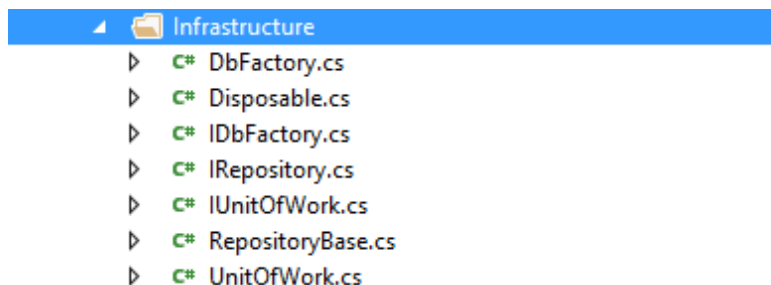 Infrastructure
C# DbFactory.cs
C# Disposable.cs
C# IDbFactory.cs
C# IRepository.cs
C# IUnitOfWork.cs
C# RepositoryBase.cs
C# UnitOfWork.cs